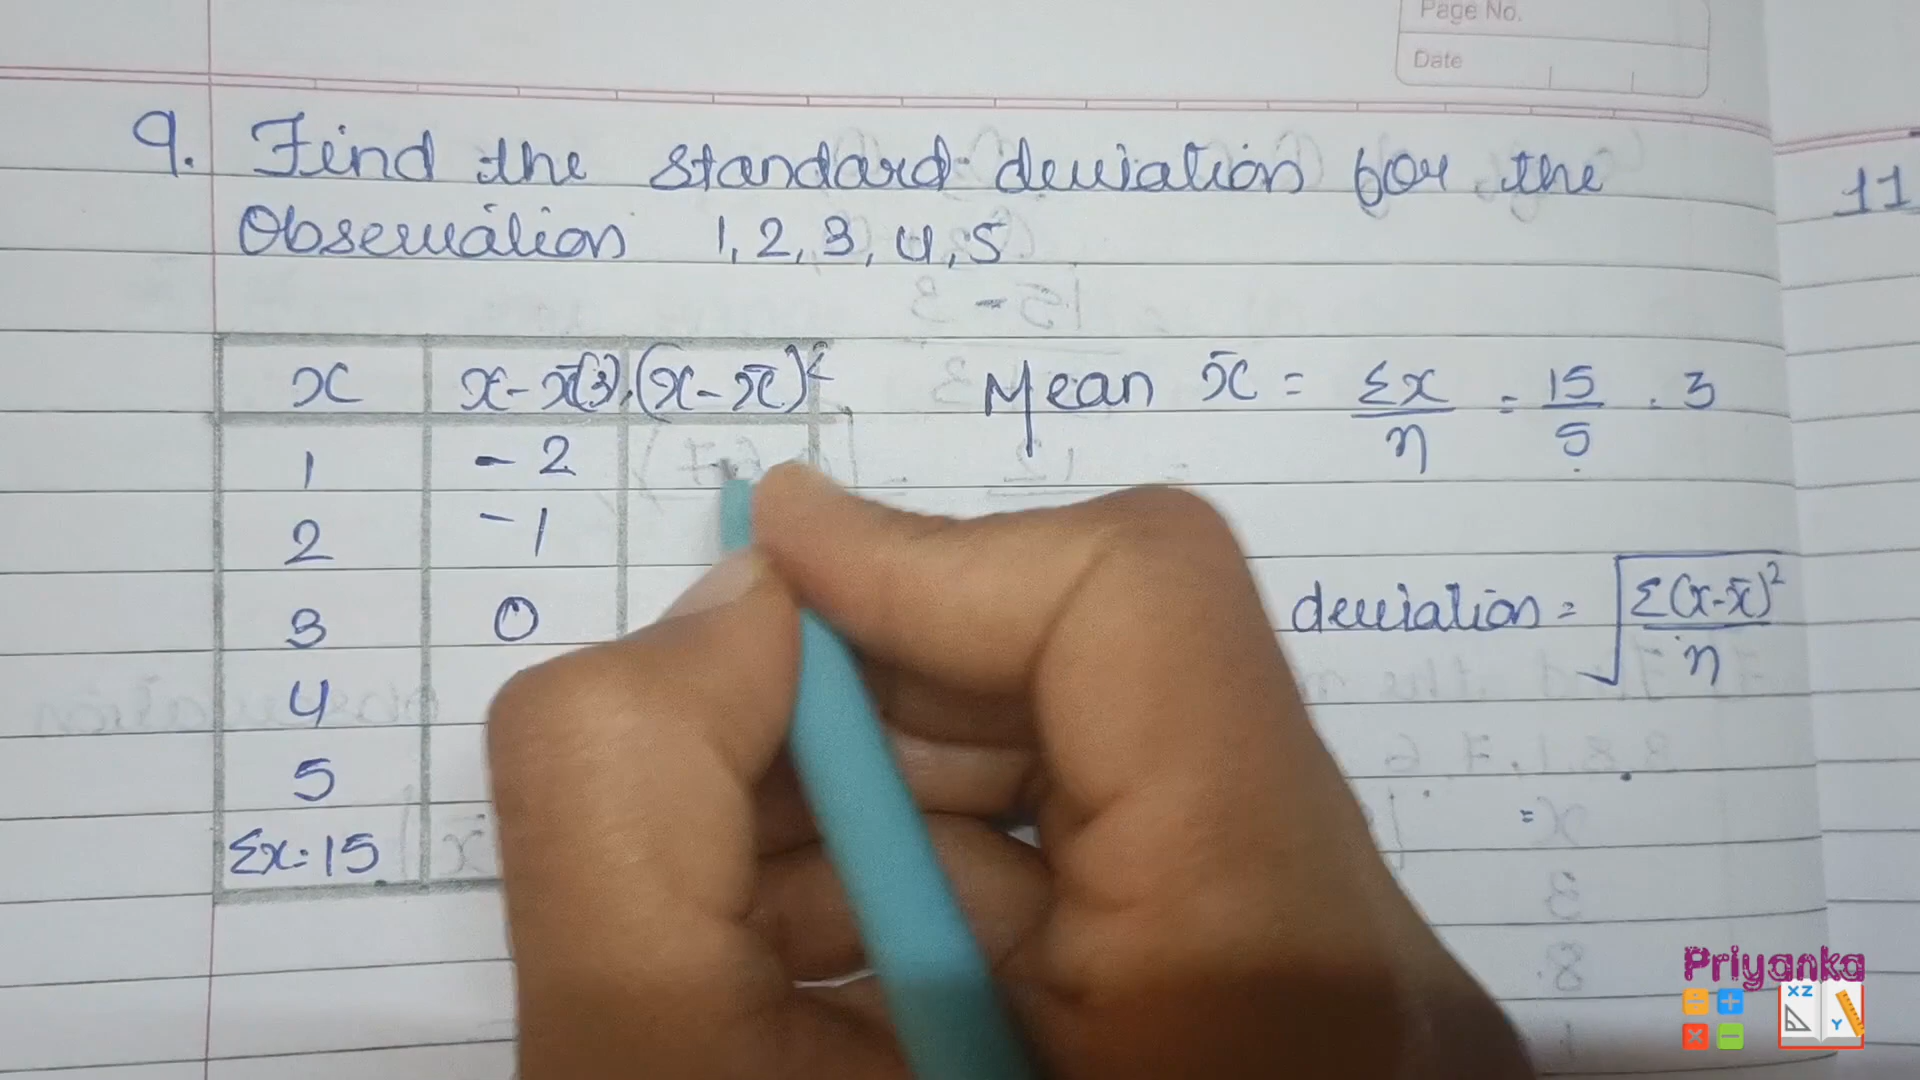 Page No.
Date
9. Find the standard deviation for the
Observation 1, 2, 3, 4, 5
11
x x - x̄(3) (x - x̄)²
Mean x̄ = Σx/n = 15/5 . 3
1 -2
2 -1
3 0
deviation = √Σ(x-x̄)²/n
4
5
Σx=15
Priyanka
XZ
Y